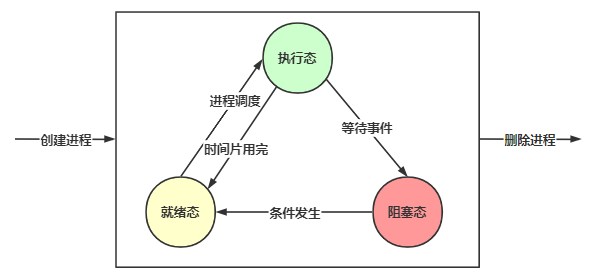 执行态
进程调度
等待事件
创建进程
删除进程
时间片用完
就绪态
条件发生
阻塞态